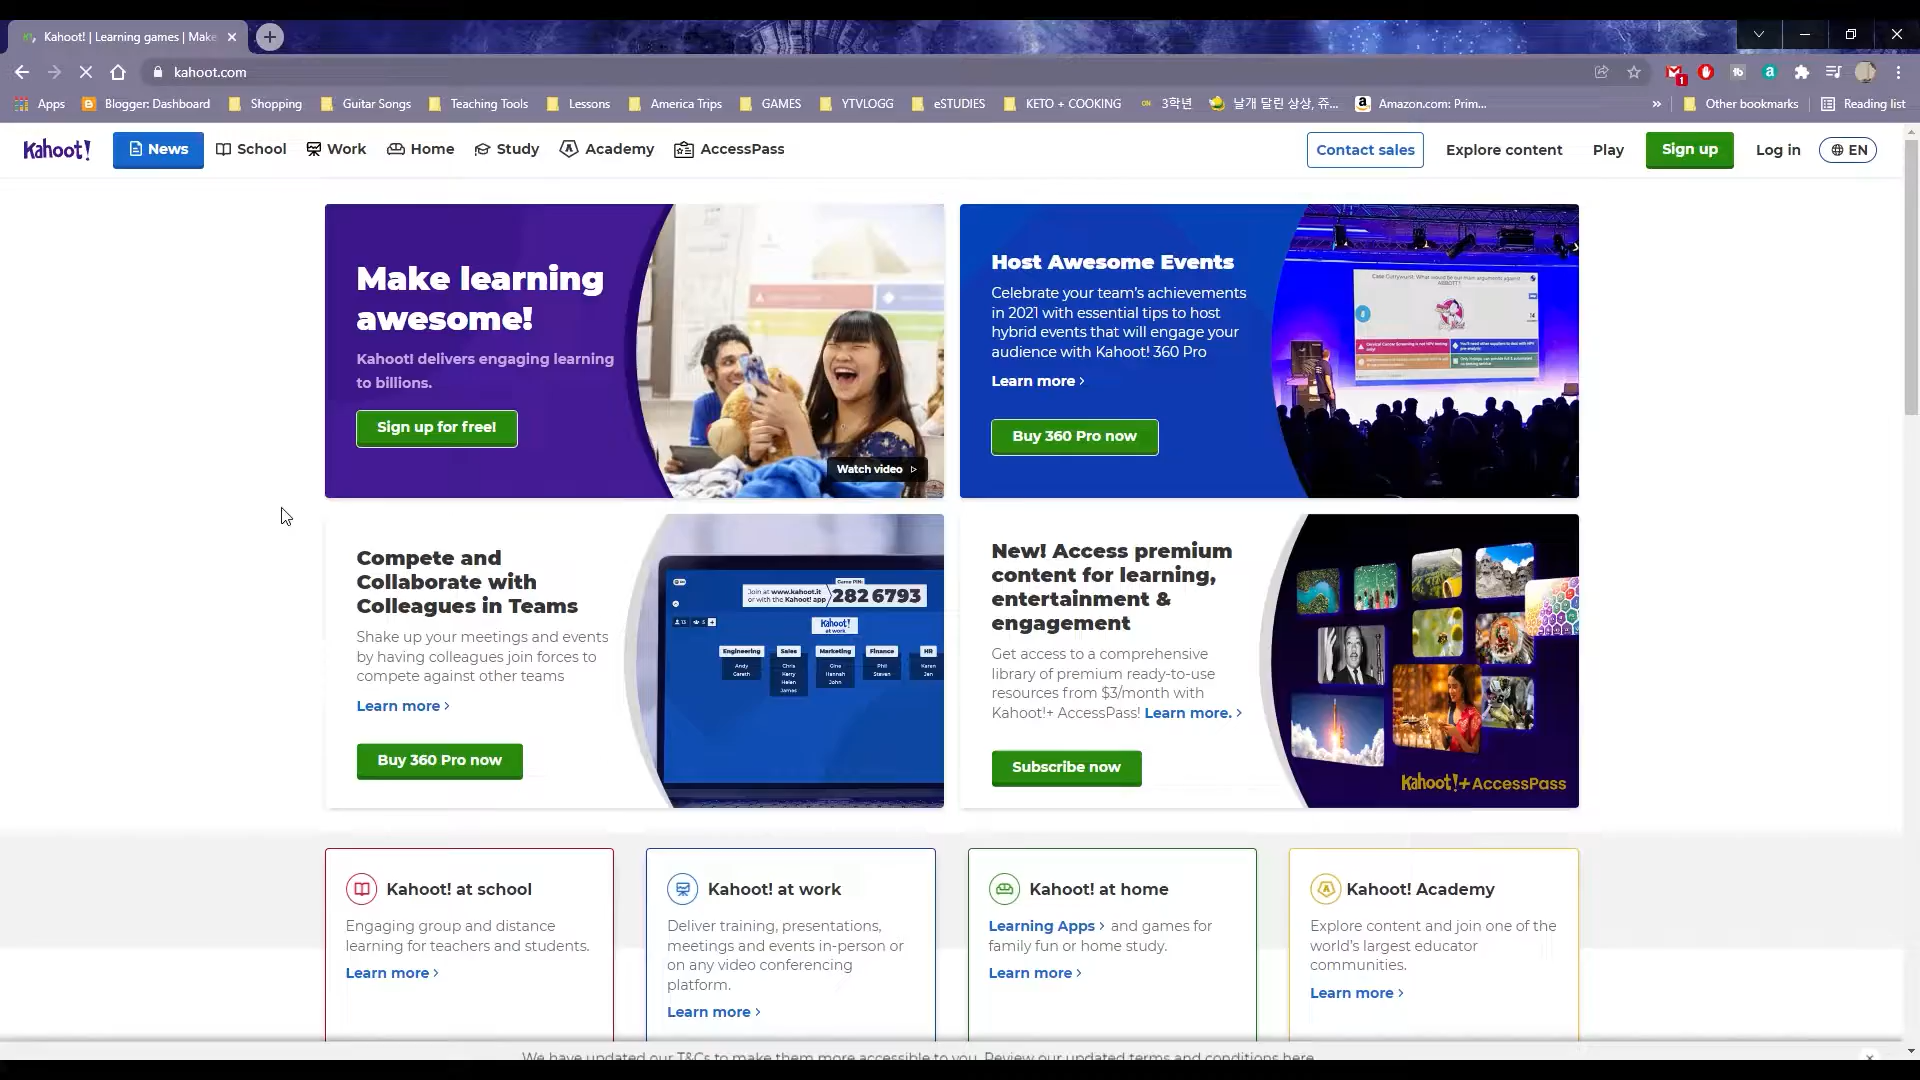 Kahoot! | Learning games | Make
kahoot.com
1
Apps
Blogger: Dashboard
Shopping
Guitar Songs
Teaching Tools
Lessons
America Trips
GAMES
YTVLOGG
eSTUDIES
KETO + COOKING
3학년
날개 달린 상상, 쥬...
Amazon.com: Prim...
»
Other bookmarks
Reading list
Kahoot!
News
School
Work
Home
Study
Academy
AccessPass
Contact sales
Explore content
Play
Sign up
Log in
EN
Make learning
awesome!
Kahoot! delivers engaging learning
to billions.
Sign up for free!
Watch video
Host Awesome Events
Celebrate your team's achievements
in 2021 with essential tips to host
hybrid events that will engage your
audience with Kahoot! 360 Pro
Learn more ›
Buy 360 Pro now
Compete and
Collaborate with
Colleagues in Teams
Shake up your meetings and events
by having colleagues join forces to
compete against other teams
Learn more ›
Buy 360 Pro now
Join at www.kahoot.it
or with the Kahoot! app
Game PIN:
282 6793
Kahoot!
at work
Engineering
Andy
Gareth
Sales
Chris
Kerry
Helen
James
Marketing
Gina
Hannah
John
Finance
Phil
Steven
HR
Karen
Jen
New! Access premium
content for learning,
entertainment &
engagement
Get access to a comprehensive
library of premium ready-to-use
resources from $3/month with
Kahoot!+ AccessPass! Learn more. ›
Subscribe now
Kahoot!+AccessPass
Kahoot! at school
Engaging group and distance
learning for teachers and students.
Learn more ›
Kahoot! at work
Deliver training, presentations,
meetings and events in-person or
on any video conferencing
platform.
Learn more ›
Kahoot! at home
Learning Apps › and games for
family fun or home study.
Learn more ›
Kahoot! Academy
Explore content and join one of the
world's largest educator
communities.
Learn more ›
We have updated our T&Cs to make them more accessible to you. Review our updated terms and conditions here